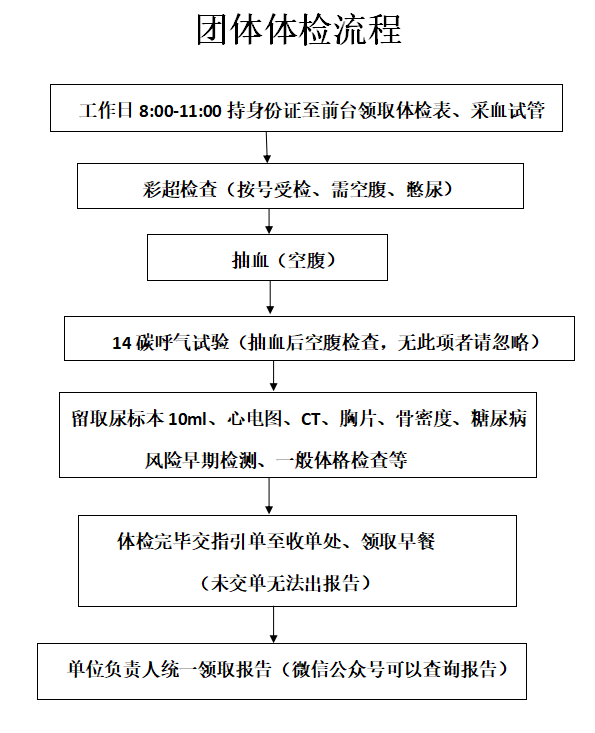 团体体检流程
工作日 8:00-11:00 持身份证至前台领取体检表、采血试管
彩超检查（按号受检、需空腹、憋尿）
抽血（空腹）
14 碳呼气试验（抽血后空腹检查，无此项者请忽略）
留取尿标本 10ml、心电图、CT、胸片、骨密度、糖尿病
风险早期检测、一般体格检查等
体检完毕交指引单至收单处、领取早餐
（未交单无法出报告）
单位负责人统一领取报告（微信公众号可以查询报告）